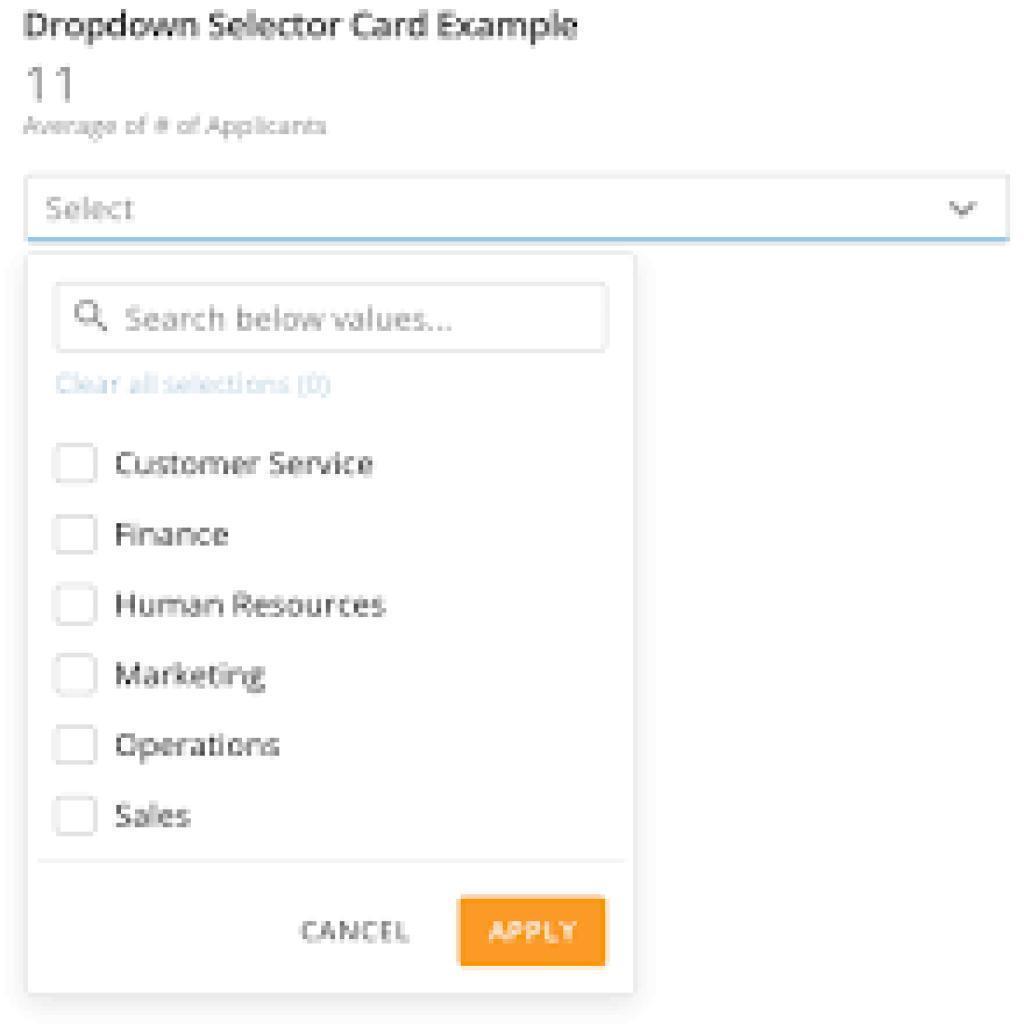 Dropdown Selector Card Example
11
Average of # of Applicants
Select
Search below values...
Clear all selections (0)
Customer Service
Finance
Human Resources
Marketing
Operations
Sales
CANCEL APPLY